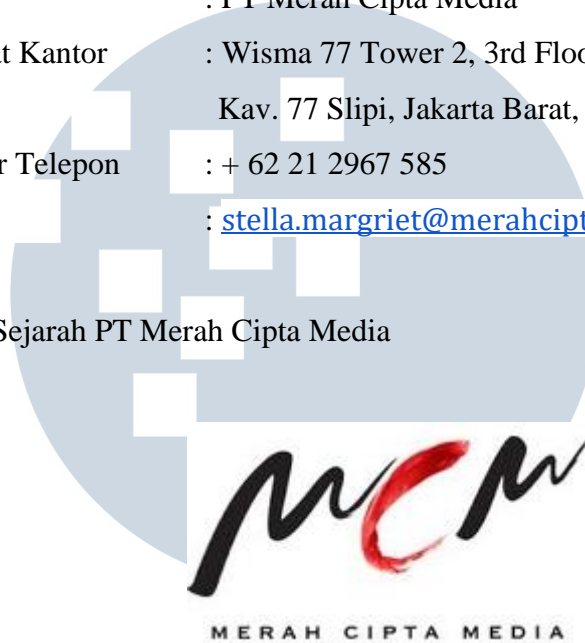 : PT Merah Cipta Media
t Kantor : Wisma 77 Tower 2, 3rd Floo
Kav. 77 Slipi, Jakarta Barat,
r Telepon : + 62 21 2967 585
: stella.margriet@merahcipt
Sejarah PT Merah Cipta Media
MCM
MERAH CIPTA MEDIA